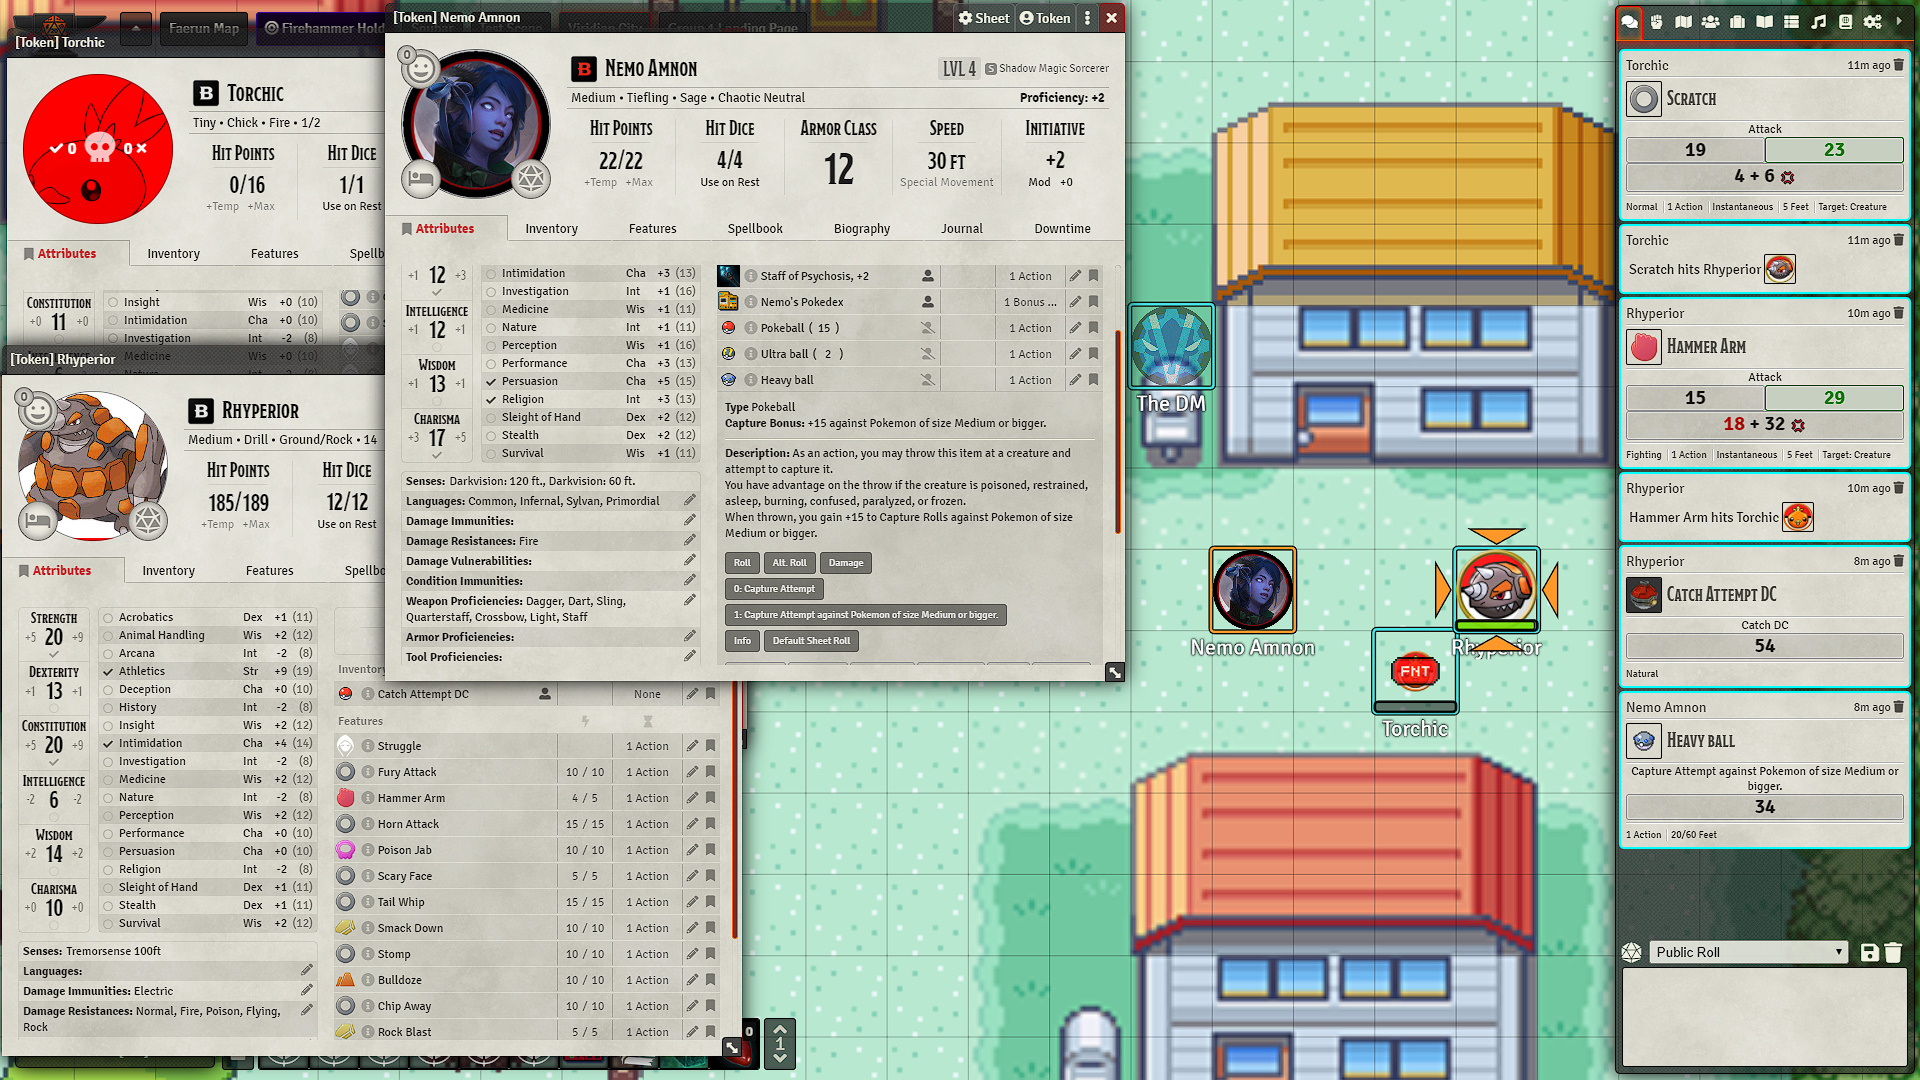 Faerun Map
Firehammer Hold
Viridian City
Group 4 Landing Page
[Token] Torchic
TORCHIC
Tiny • Chick • Fire • 1/2
0
0
HIT POINTS
HIT DICE
0/16
1/1
+Temp +Max
Use on Rest
Attributes
Inventory
Features
Spellb
CONSTITUTION
+0 11 +0
Insight Wis +0 (10)
Intimidation Cha +0 (10)
Investigation Int -2 (8)
Medicine Wis +0 (10)
[Token] Nemo Amnon
Sheet
Token
0
NEMO AMNON
LVL 4
Shadow Magic Sorcerer
Medium • Tiefling • Sage • Chaotic Neutral
Proficiency: +2
HIT POINTS
HIT DICE
ARMOR CLASS
SPEED
INITIATIVE
22/22
4/4
12
30 FT
+2
+Temp +Max
Use on Rest
Special Movement
Mod +0
Attributes
Inventory
Features
Spellbook
Biography
Journal
Downtime
+1 12 +3
INTELLIGENCE
+1 12 +1
WISDOM
+1 13 +1
CHARISMA
+3 17 +5
Intimidation Cha +3 (13)
Investigation Int +1 (16)
Medicine Wis +1 (11)
Nature Int +1 (11)
Perception Wis +1 (16)
Performance Cha +3 (13)
Persuasion Cha +5 (15)
Religion Int +3 (13)
Sleight of Hand Dex +2 (12)
Stealth Dex +2 (12)
Survival Wis +1 (11)
Senses: Darkvision: 120 ft., Darkvision: 60 ft.
Languages: Common, Infernal, Sylvan, Primordial
Damage Immunities:
Damage Resistances: Fire
Damage Vulnerabilities:
Condition Immunities:
Weapon Proficiencies: Dagger, Dart, Sling,
Quarterstaff, Crossbow, Light, Staff
Armor Proficiencies:
Tool Proficiencies:
Staff of Psychosis, +2 1 Action
Nemo's Pokedex 1 Bonus ...
Pokeball ( 15 ) 1 Action
Ultra ball ( 2 ) 1 Action
Heavy ball 1 Action
Type Pokeball
Capture Bonus: +15 against Pokemon of size Medium or bigger.
Description: As an action, you may throw this item at a creature and
attempt to capture it.
You have advantage on the throw if the creature is poisoned, restrained,
asleep, burning, confused, paralyzed, or frozen.
When thrown, you gain +15 to Capture Rolls against Pokemon of size
Medium or bigger.
Roll
Alt. Roll
Damage
0: Capture Attempt
1: Capture Attempt against Pokemon of size Medium or bigger.
Info
Default Sheet Roll
[Token] Rhyperior
0
RHYPERIOR
Medium • Drill • Ground/Rock • 14
HIT POINTS
HIT DICE
185/189
12/12
+Temp +Max
Use on Rest
Attributes
Inventory
Features
Spellbo
STRENGTH
+5 20 +9
DEXTERITY
+1 13 +1
CONSTITUTION
+5 20 +9
INTELLIGENCE
-2 6 -2
WISDOM
+2 14 +2
CHARISMA
+0 10 +0
Acrobatics Dex +1 (11)
Animal Handling Wis +2 (12)
Arcana Int -2 (8)
Athletics Str +9 (19)
Deception Cha +0 (10)
History Int -2 (8)
Insight Wis +2 (12)
Intimidation Cha +4 (14)
Investigation Int -2 (8)
Medicine Wis +2 (12)
Nature Int -2 (8)
Perception Wis +2 (12)
Performance Cha +0 (10)
Persuasion Cha +0 (10)
Religion Int -2 (8)
Sleight of Hand Dex +1 (11)
Stealth Dex +1 (11)
Survival Wis +2 (12)
Senses: Tremorsense 100ft
Languages:
Damage Immunities: Electric
Damage Resistances: Normal, Fire, Poison, Flying,
Rock
Inventory
Catch Attempt DC None
Features
Struggle 1 Action
Fury Attack 10 / 10 1 Action
Hammer Arm 4 / 5 1 Action
Horn Attack 15 / 15 1 Action
Poison Jab 10 / 10 1 Action
Scary Face 5 / 5 1 Action
Tail Whip 15 / 15 1 Action
Smack Down 10 / 10 1 Action
Stomp 10 / 10 1 Action
Bulldoze 10 / 10 1 Action
Chip Away 10 / 10 1 Action
Rock Blast 5 / 5 1 Action
0
1
The DM
Nemo Amnon
Rhyperior
FNT
Torchic
Torchic 11m ago
SCRATCH
Attack
19 23
4 + 6
Normal 1 Action Instantaneous 5 Feet Target: Creature
Torchic 11m ago
Scratch hits Rhyperior
Rhyperior 10m ago
HAMMER ARM
Attack
15 29
18 + 32
Fighting 1 Action Instantaneous 5 Feet Target: Creature
Rhyperior 10m ago
Hammer Arm hits Torchic
Rhyperior 8m ago
CATCH ATTEMPT DC
Catch DC
54
Natural
Nemo Amnon 8m ago
HEAVY BALL
Capture Attempt against Pokemon of size Medium or
bigger.
34
1 Action 20/60 Feet
Public Roll